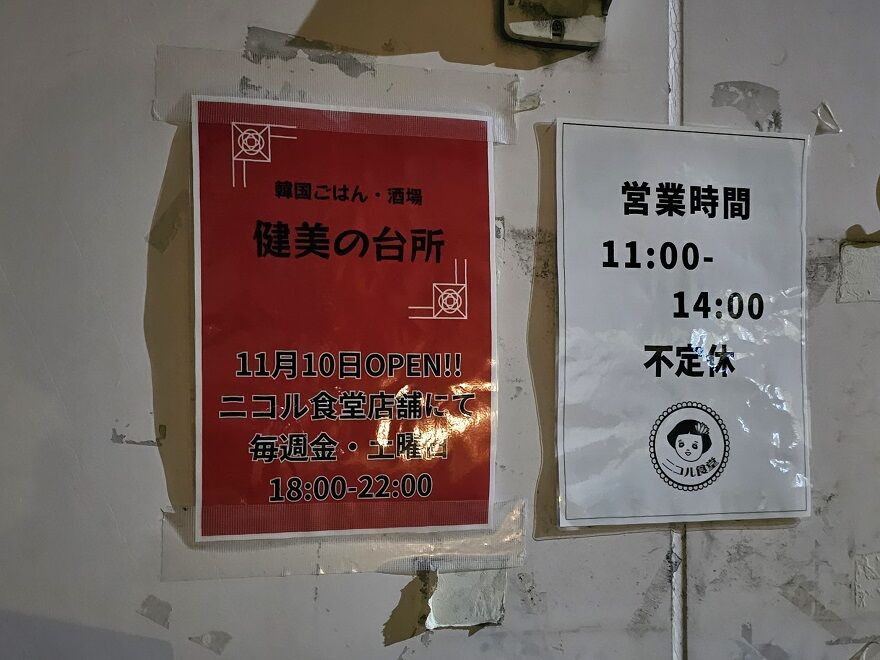 韓国ごはん・酒場
健美の台所
11月10日OPEN!!
ニコル食堂店舗にて
毎週金・土曜日
18:00-22:00
営業時間
11:00-
14:00
不定休
ニコル食堂